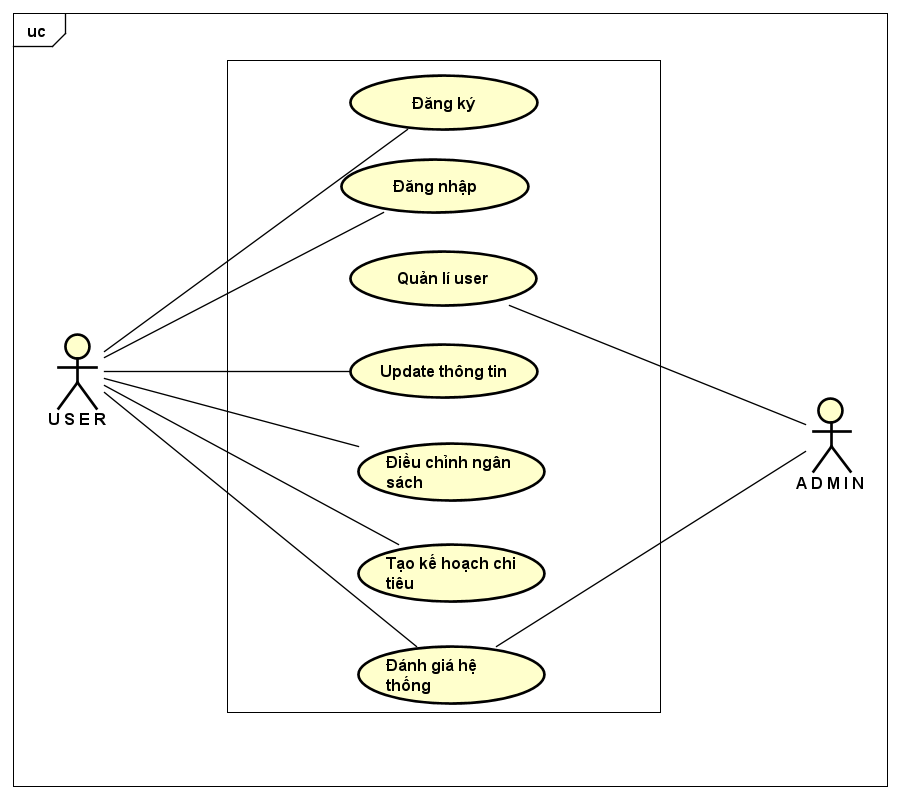 uc
Đăng ký
Đăng nhập
Quản lí user
Update thông tin
USER
Điều chỉnh ngân
sách
ADMIN
Tạo kế hoạch chi
tiêu
Đánh giá hệ
thống